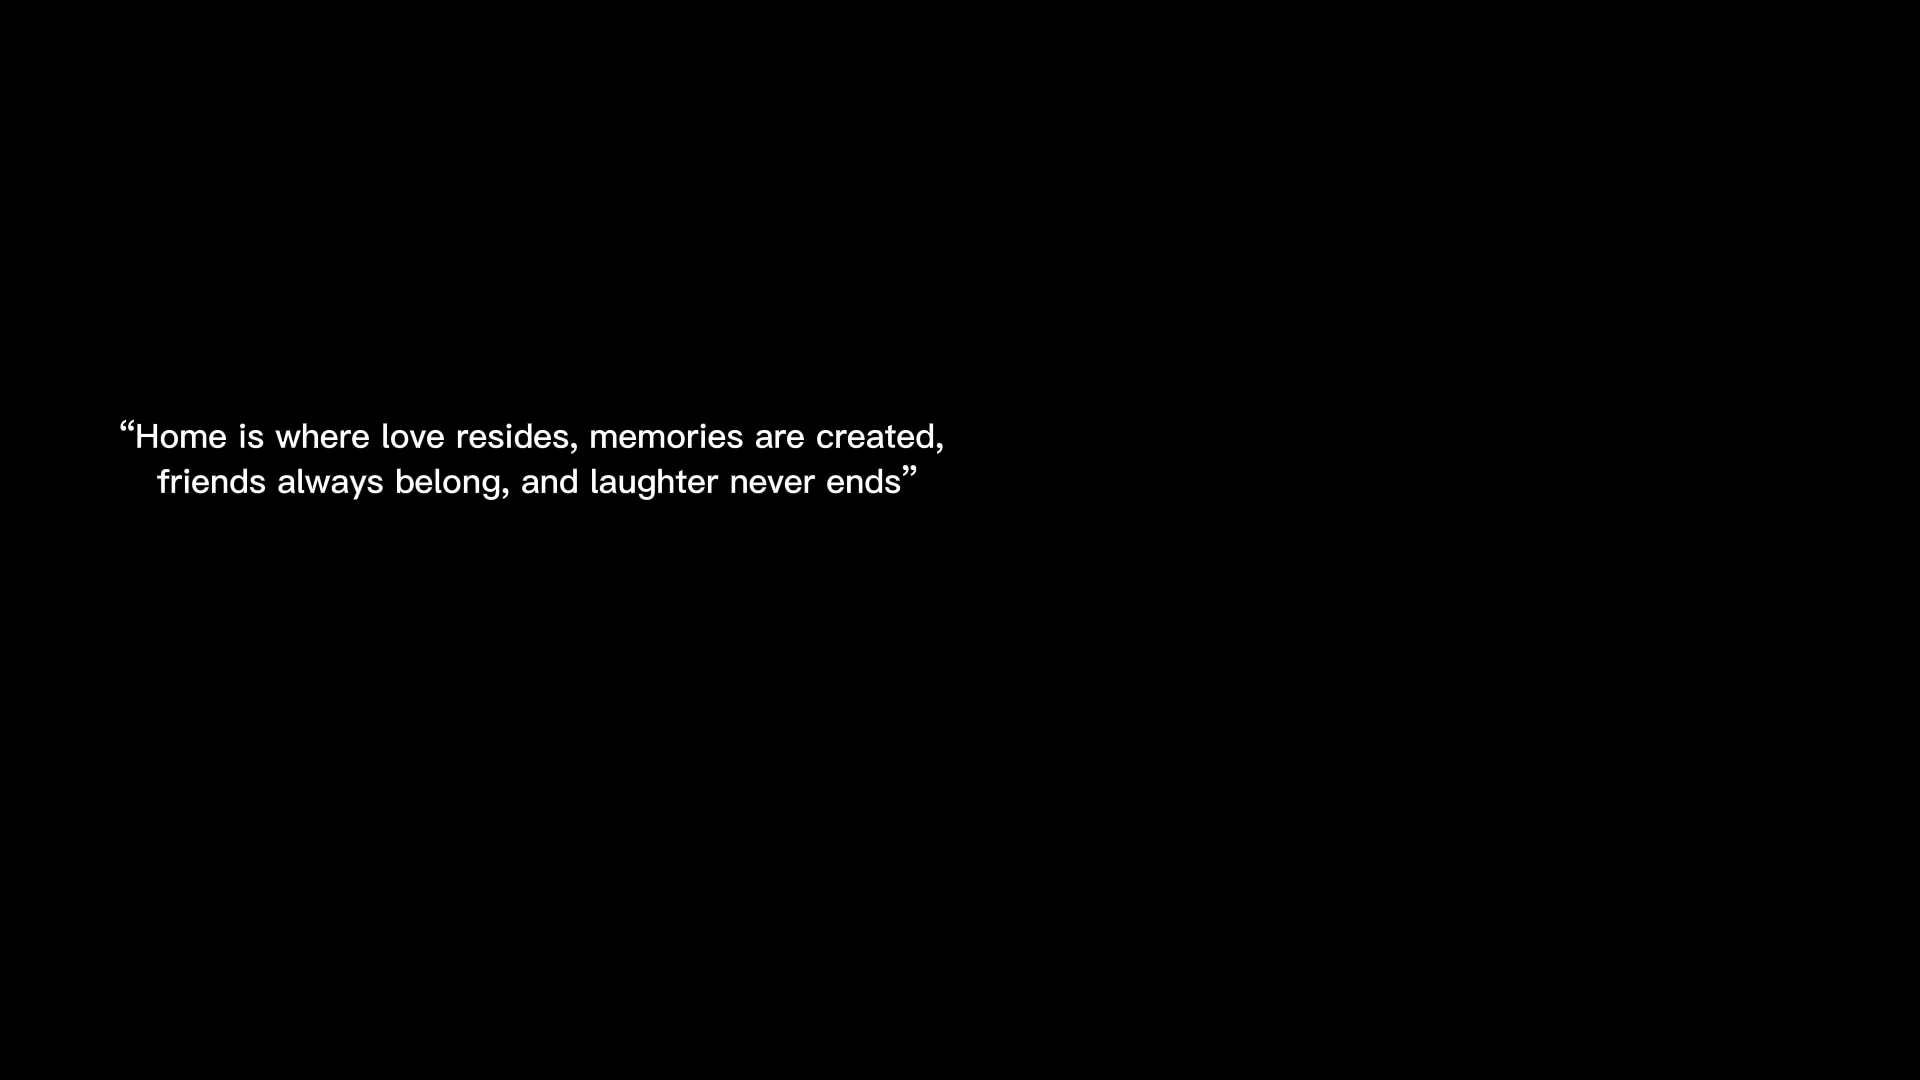 “Home is where love resides, memories are created,
friends always belong, and laughter never ends”